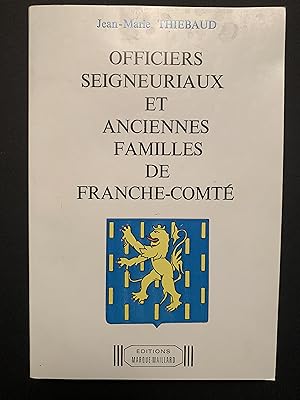 Jean-Marie THIEBAUD
OFFICIERS
SEIGNEURIAUX
ET
ANCIENNES
FAMILLES
DE
FRANCHE-COMTÉ
EDITIONS
MARQUE-MAILLARD